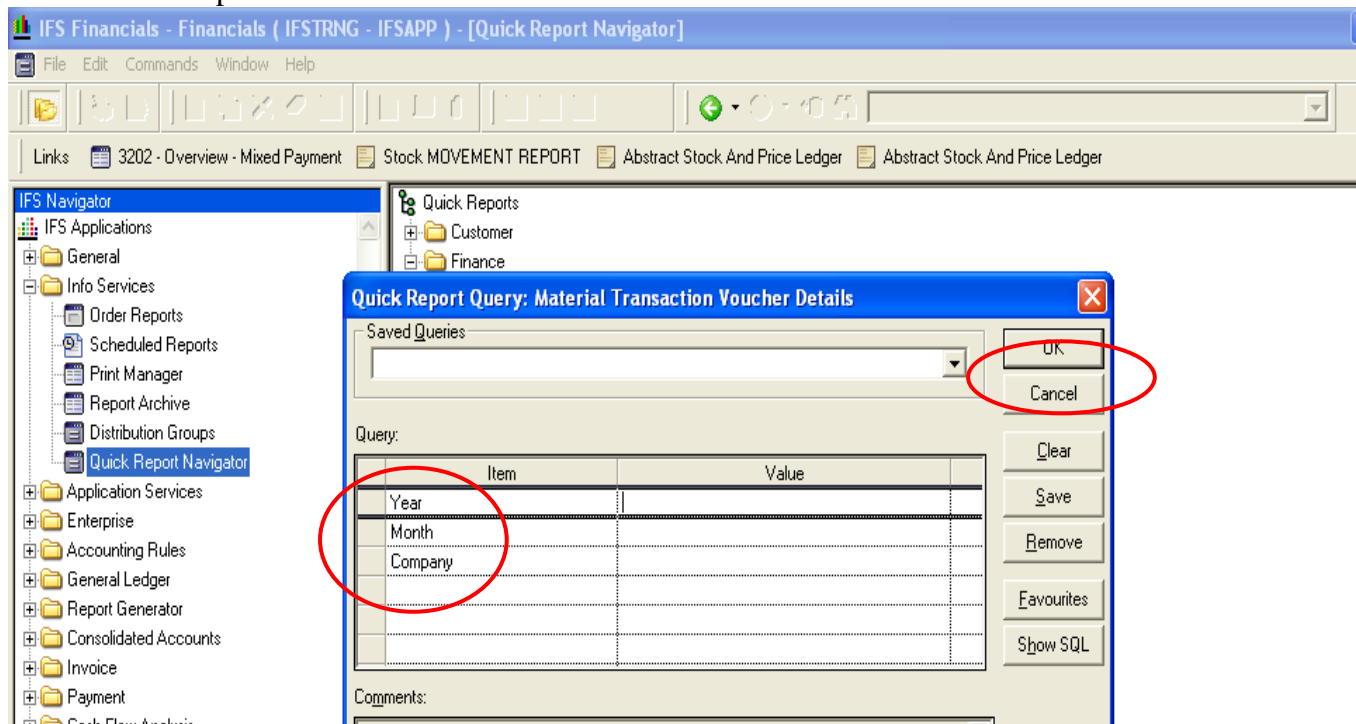 IFS Financials - Financials ( IFSTRNG - IFSAPP ) - [Quick Report Navigator]
File Edit Commands Window Help
Links 3202 - Overview - Mixed Payment Stock MOVEMENT REPORT Abstract Stock And Price Ledger Abstract Stock And Price Ledger
IFS Navigator
IFS Applications
General
Info Services
Order Reports
Scheduled Reports
Print Manager
Report Archive
Distribution Groups
Quick Report Navigator
Application Services
Enterprise
Accounting Rules
General Ledger
Report Generator
Consolidated Accounts
Invoice
Payment
Cash Flow Analysis
Quick Reports
Customer
Finance
Quick Report Query: Material Transaction Voucher Details
Saved Queries
OK
Cancel
Query:
Clear
Item Value
Year
Save
Month
Remove
Company
Favourites
Show SQL
Comments: